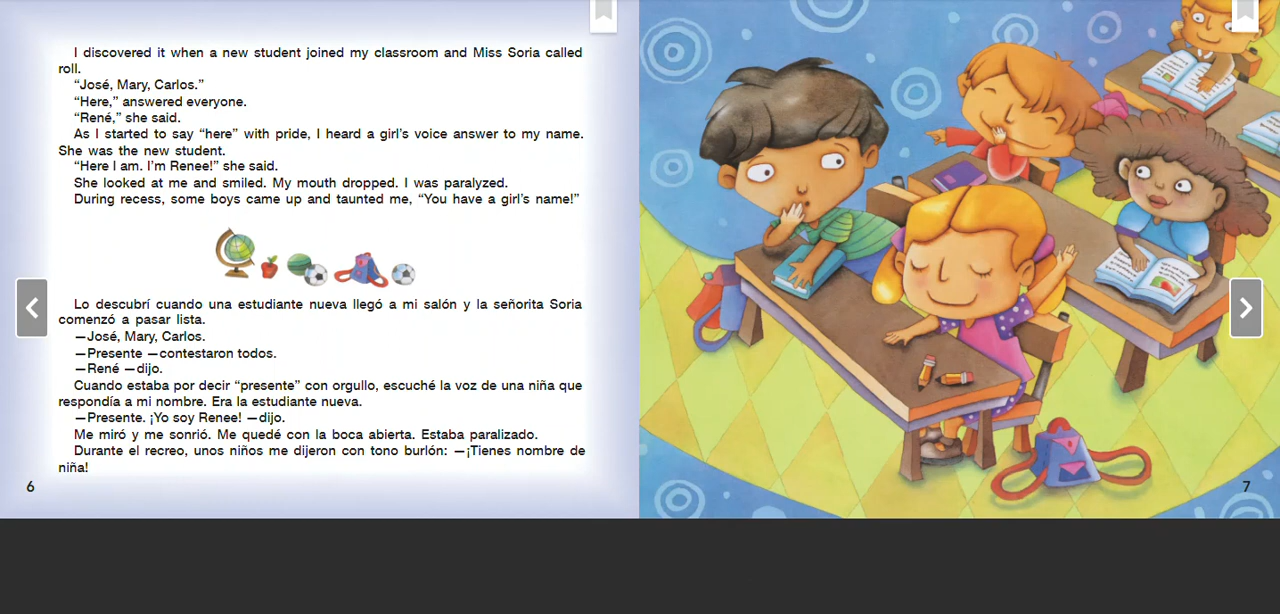 I discovered it when a new student joined my classroom and Miss Soria called
roll.
“José, Mary, Carlos.”
“Here,” answered everyone.
“René,” she said.
As I started to say “here” with pride, I heard a girl’s voice answer to my name.
She was the new student.
“Here I am. I’m Renee!” she said.
She looked at me and smiled. My mouth dropped. I was paralyzed.
During recess, some boys came up and taunted me, “You have a girl’s name!”
Lo descubrí cuando una estudiante nueva llegó a mi salón y la señorita Soria
comenzó a pasar lista.
—José, Mary, Carlos.
—Presente —contestaron todos.
—René —dijo.
Cuando estaba por decir “presente” con orgullo, escuché la voz de una niña que
respondía a mi nombre. Era la estudiante nueva.
—Presente. ¡Yo soy Renee! —dijo.
Me miró y me sonrió. Me quedé con la boca abierta. Estaba paralizado.
Durante el recreo, unos niños me dijeron con tono burlón: —¡Tienes nombre de
niña!
6
7